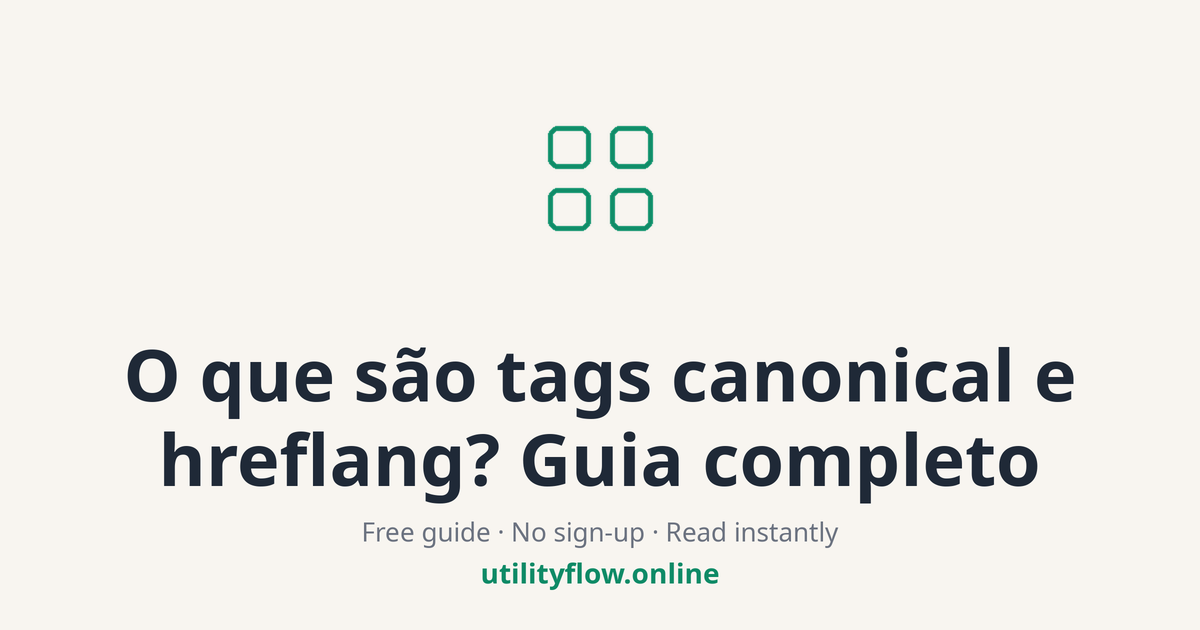 O que são tags canonical e
hreflang? Guia completo
Free guide · No sign-up · Read instantly
utilityflow.online